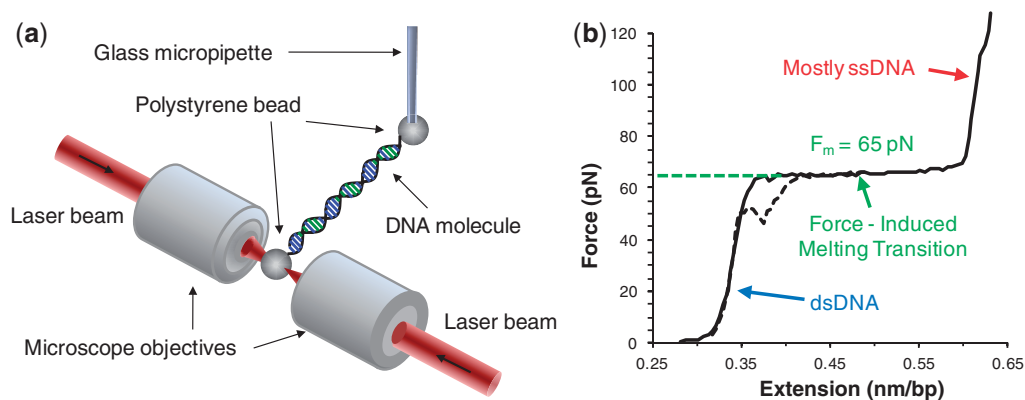 (a)
Glass micropipette
Polystyrene bead
Laser beam
DNA molecule
Laser beam
Microscope objectives
(b)
120
100
80
60
40
20
0
Force (pN)
Mostly ssDNA
Fm = 65 pN
Force - Induced
Melting Transition
dsDNA
0.25
0.35
0.45
0.55
0.65
Extension (nm/bp)